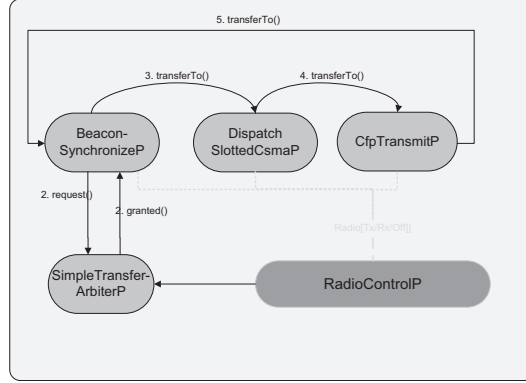 5. transferTo()
3. transferTo()
4. transferTo()
Beacon-
SynchronizeP
Dispatch
SlottedCsmaP
CfpTransmitP
2. request()
2. granted()
Radio[Tx/Rx/Off]]
SimpleTransfer-
ArbiterP
RadioControlP